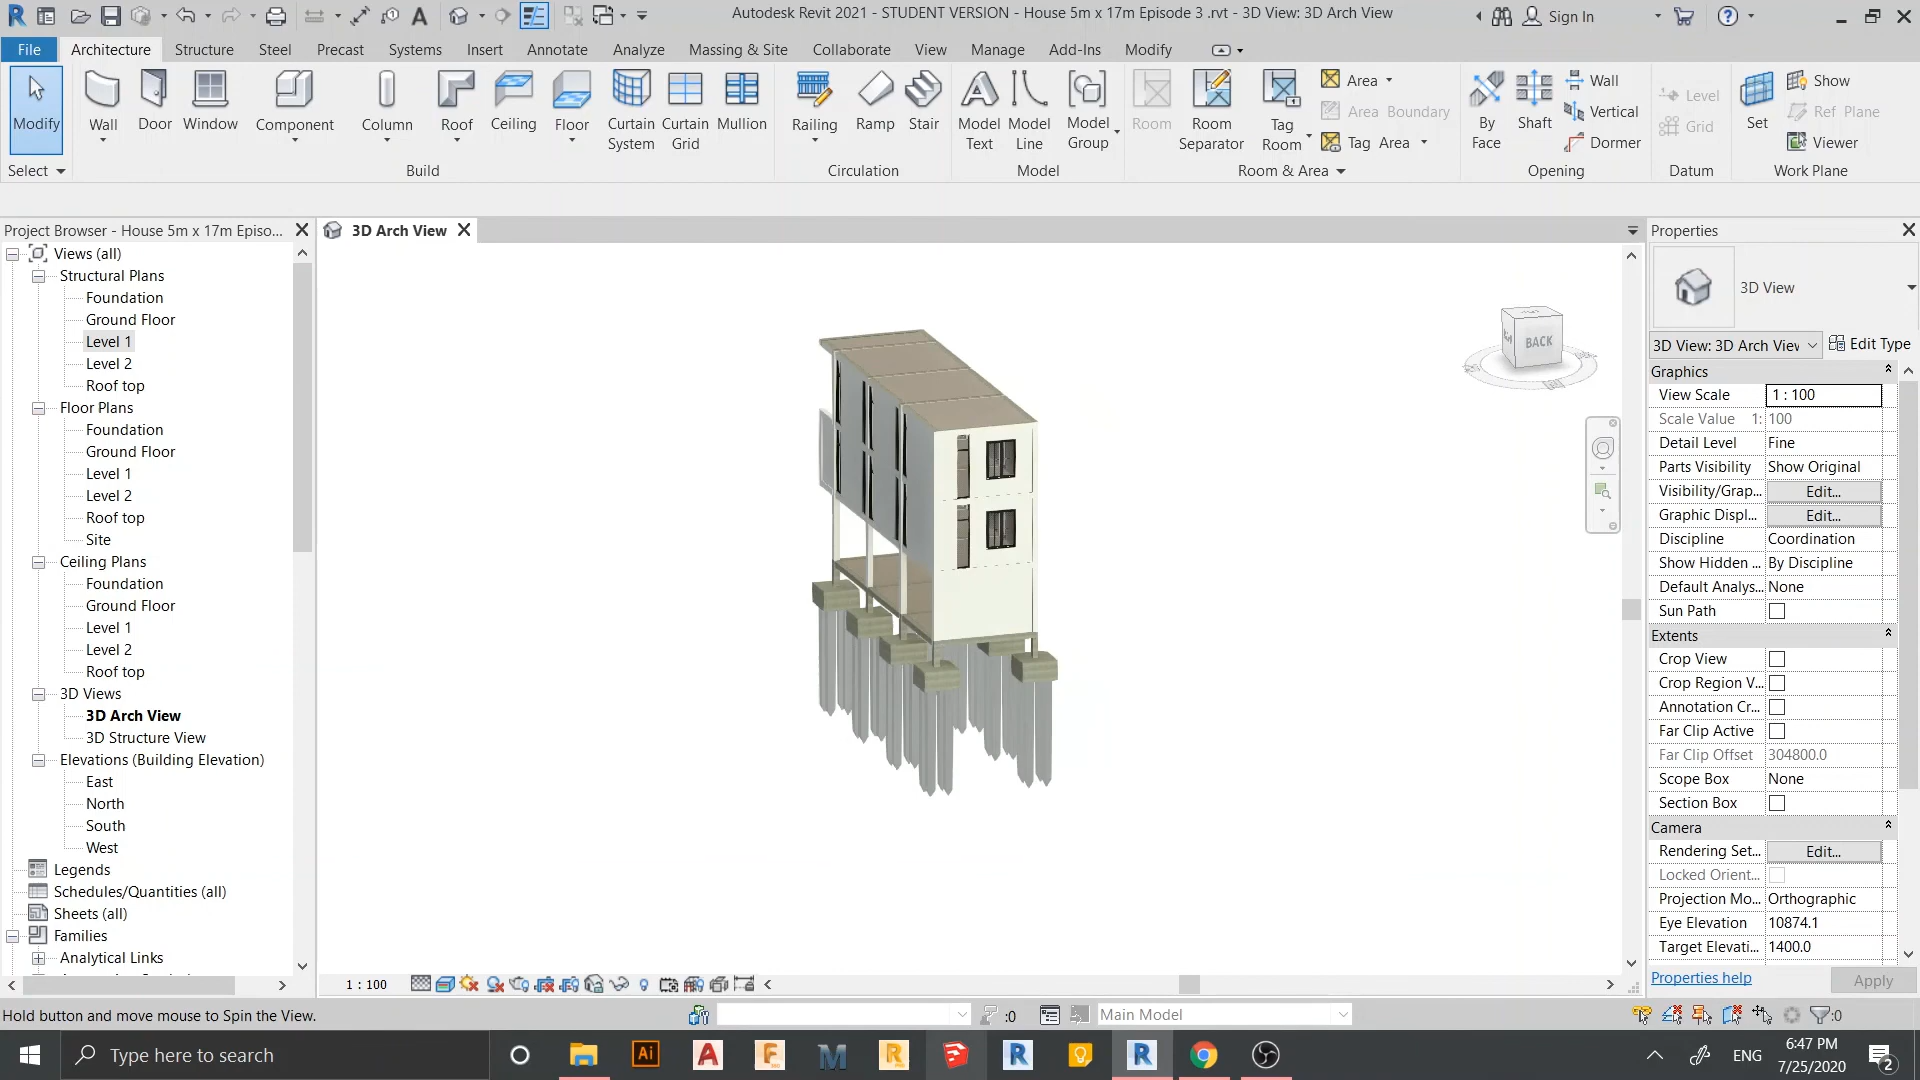 Autodesk Revit 2021 - STUDENT VERSION - House 5m x 17m Episode 3 .rvt - 3D View: 3D Arch View
Sign In
File Architecture Structure Steel Precast Systems Insert Annotate Analyze Massing & Site Collaborate View Manage Add-Ins Modify
Modify
Wall
Door
Window
Component
Column
Roof
Ceiling
Floor
Curtain System
Curtain Grid
Mullion
Railing
Ramp
Stair
Model Text
Model Line
Model Group
Room
Room Separator
Tag Room
Area
Area Boundary
Tag Area
By Face
Shaft
Wall
Vertical
Dormer
Level
Grid
Set
Show
Ref Plane
Viewer
Select Build Circulation Model Room & Area Opening Datum Work Plane
Project Browser - House 5m x 17m Episo...
Views (all)
Structural Plans
Foundation
Ground Floor
Level 1
Level 2
Roof top
Floor Plans
Foundation
Ground Floor
Level 1
Level 2
Roof top
Site
Ceiling Plans
Foundation
Ground Floor
Level 1
Level 2
Roof top
3D Views
3D Arch View
3D Structure View
Elevations (Building Elevation)
East
North
South
West
Legends
Schedules/Quantities (all)
Sheets (all)
Families
Analytical Links
3D Arch View
BACK
1 : 100
Properties
3D View
3D View: 3D Arch View Edit Type
Graphics
View Scale 1 : 100
Scale Value 1: 100
Detail Level Fine
Parts Visibility Show Original
Visibility/Grap... Edit...
Graphic Displ... Edit...
Discipline Coordination
Show Hidden ... By Discipline
Default Analys... None
Sun Path
Extents
Crop View
Crop Region V...
Annotation Cr...
Far Clip Active
Far Clip Offset 304800.0
Scope Box None
Section Box
Camera
Rendering Set... Edit...
Locked Orient...
Projection Mo... Orthographic
Eye Elevation 10874.1
Target Elevati... 1400.0
Properties help Apply
Hold button and move mouse to Spin the View.
:0
Main Model
:0
Type here to search
Ai
ENG
6:47 PM
7/25/2020
2